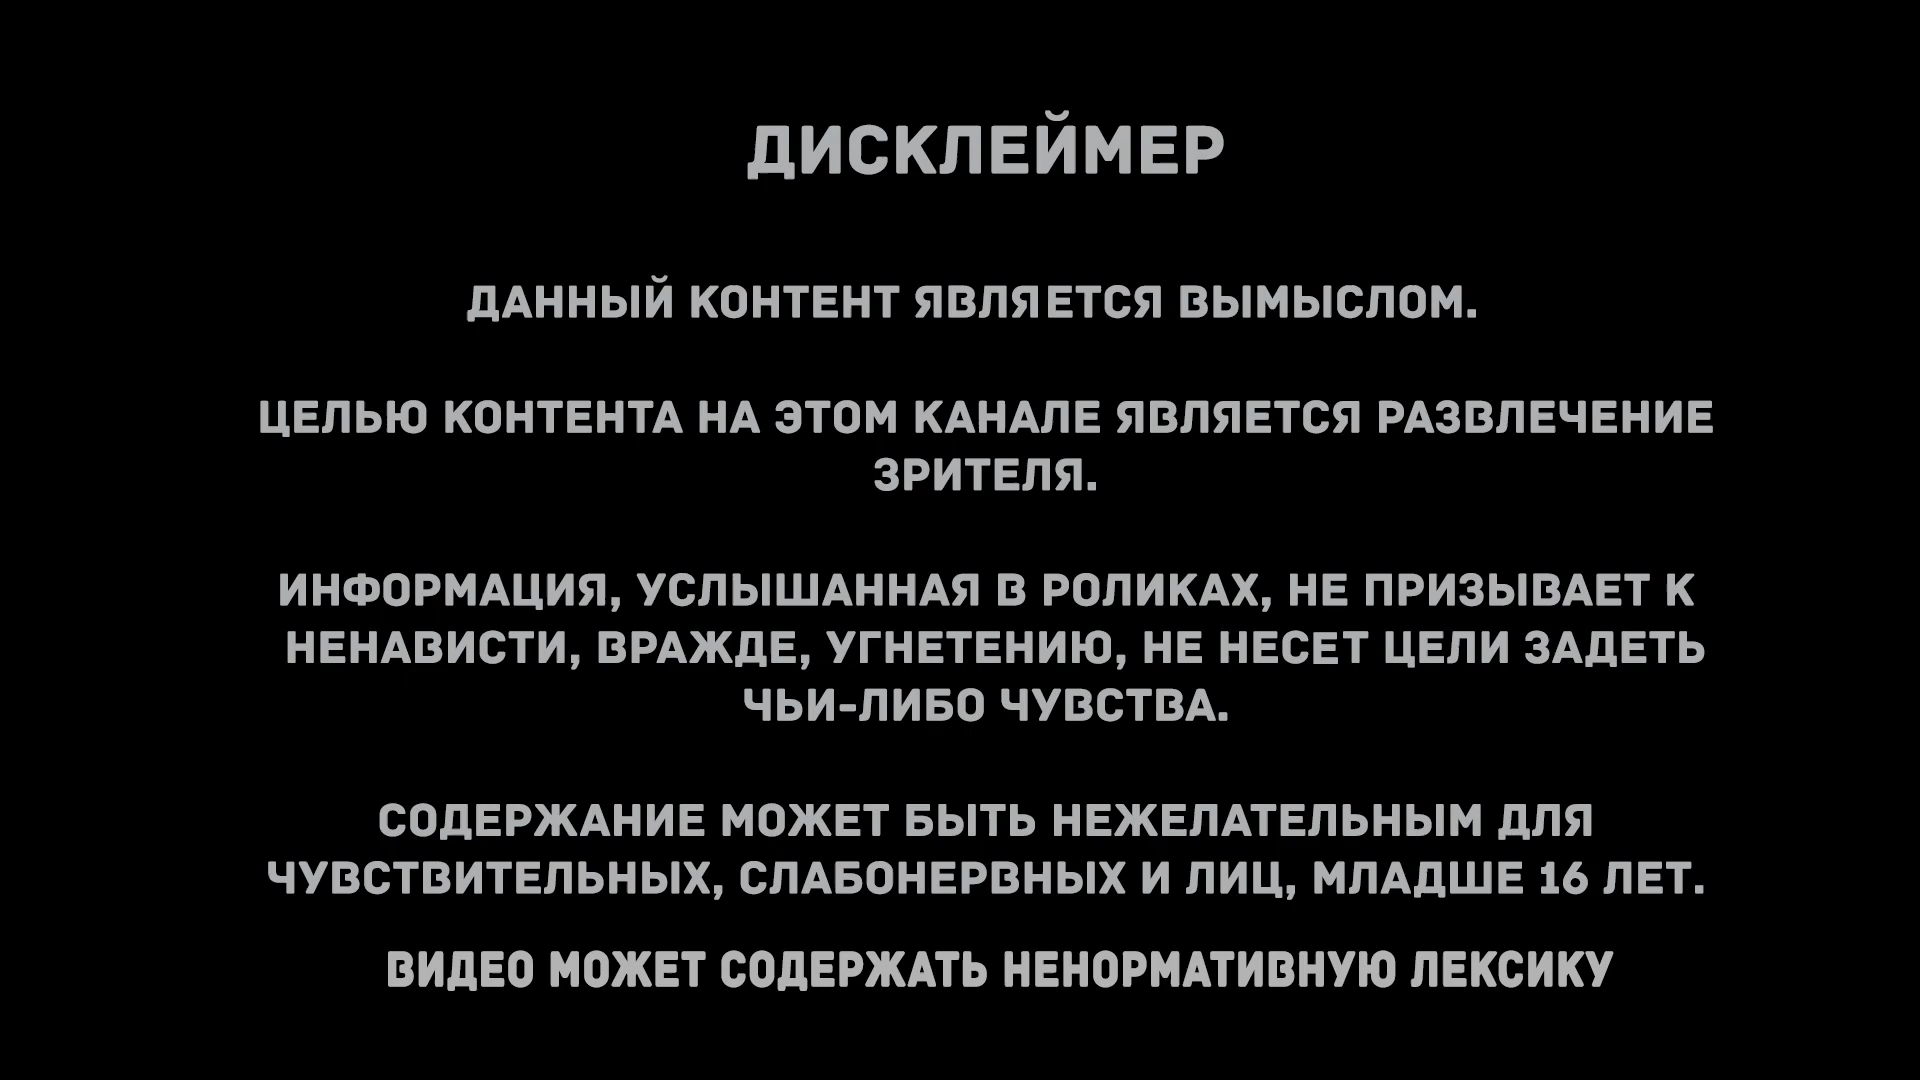 ДИСКЛЕЙМЕР
ДАННЫЙ КОНТЕНТ ЯВЛЯЕТСЯ ВЫМЫСЛОМ.
ЦЕЛЬЮ КОНТЕНТА НА ЭТОМ КАНАЛЕ ЯВЛЯЕТСЯ РАЗВЛЕЧЕНИЕ
ЗРИТЕЛЯ.
ИНФОРМАЦИЯ, УСЛЫШАННАЯ В РОЛИКАХ, НЕ ПРИЗЫВАЕТ К
НЕНАВИСТИ, ВРАЖДЕ, УГНЕТЕНИЮ, НЕ НЕСЕТ ЦЕЛИ ЗАДЕТЬ
ЧЬИ-ЛИБО ЧУВСТВА.
СОДЕРЖАНИЕ МОЖЕТ БЫТЬ НЕЖЕЛАТЕЛЬНЫМ ДЛЯ
ЧУВСТВИТЕЛЬНЫХ, СЛАБОНЕРВНЫХ И ЛИЦ, МЛАДШЕ 16 ЛЕТ.
ВИДЕО МОЖЕТ СОДЕРЖАТЬ НЕНОРМАТИВНУЮ ЛЕКСИКУ